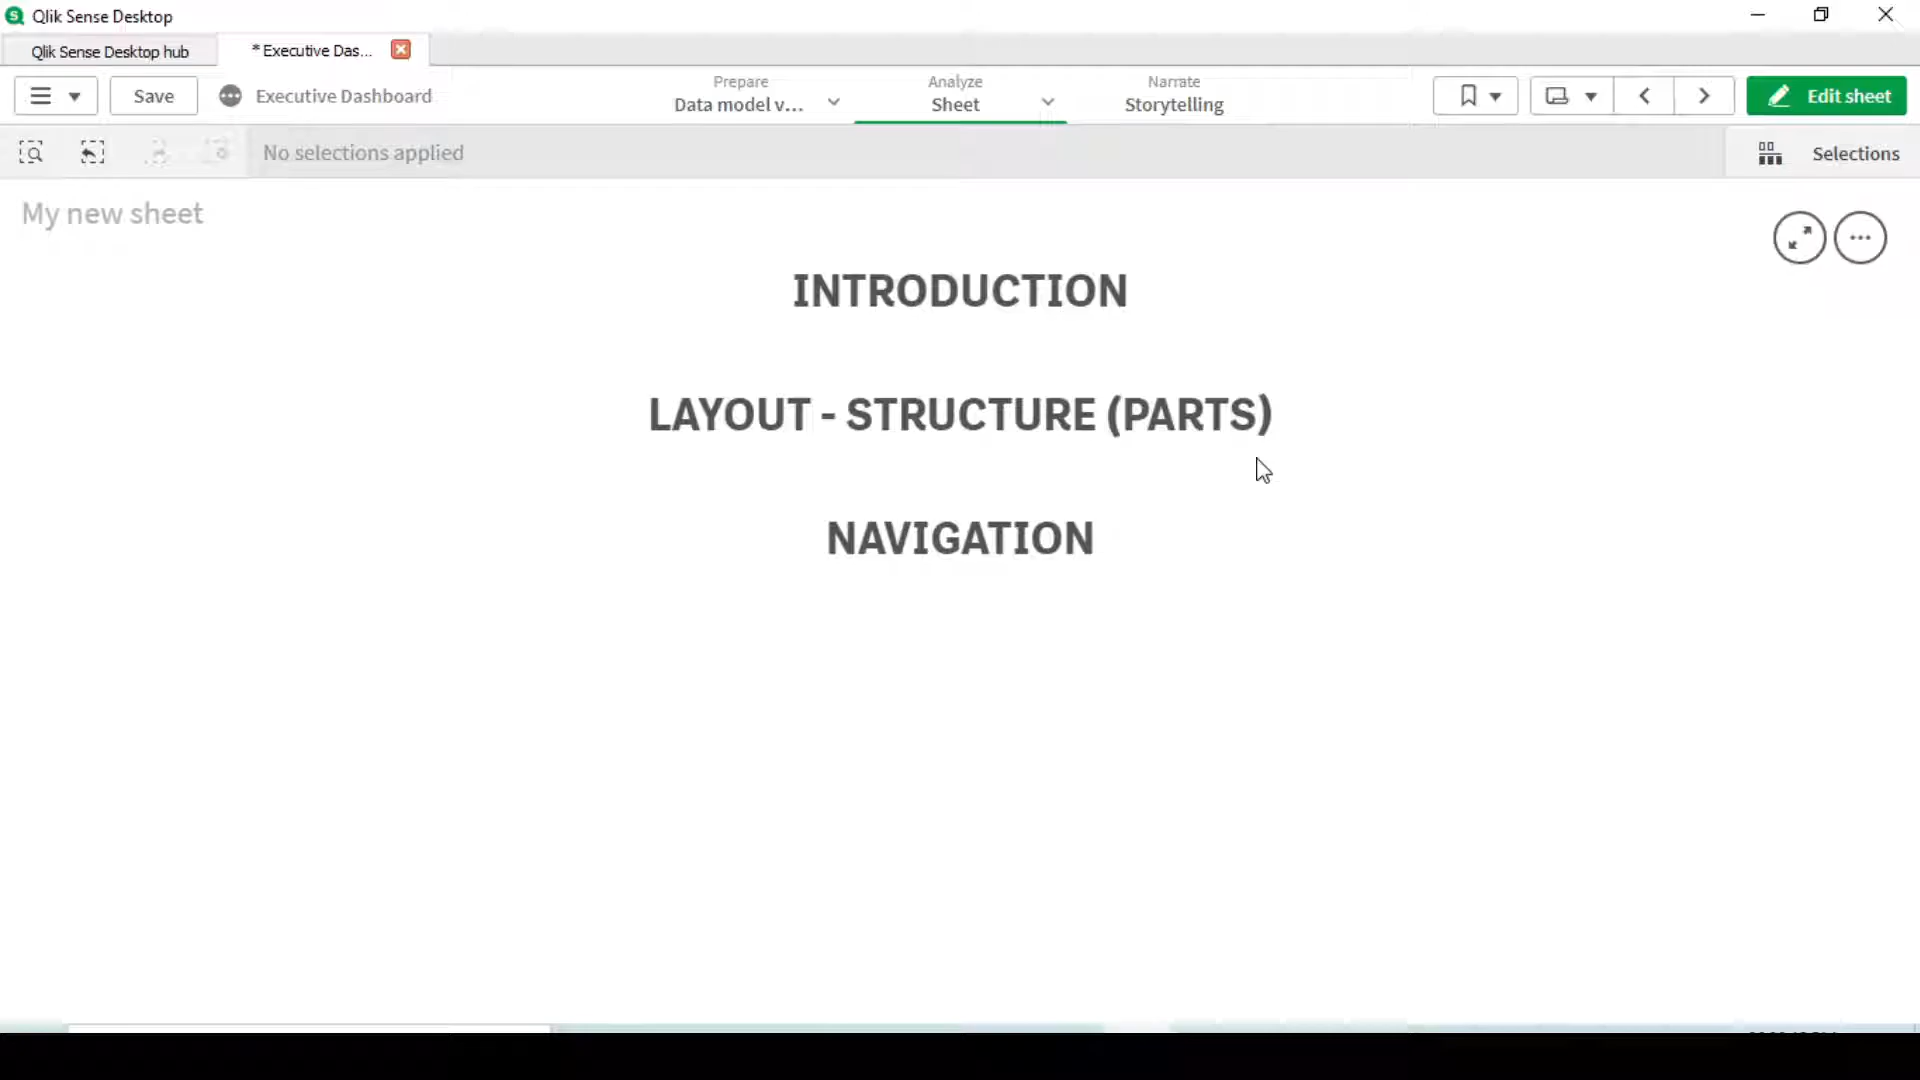 Qlik Sense Desktop
Qlik Sense Desktop hub
* Executive Das...
Save
Executive Dashboard
Prepare
Data model v...
Analyze
Sheet
Narrate
Storytelling
Edit sheet
No selections applied
Selections
My new sheet
INTRODUCTION
LAYOUT - STRUCTURE (PARTS)
NAVIGATION